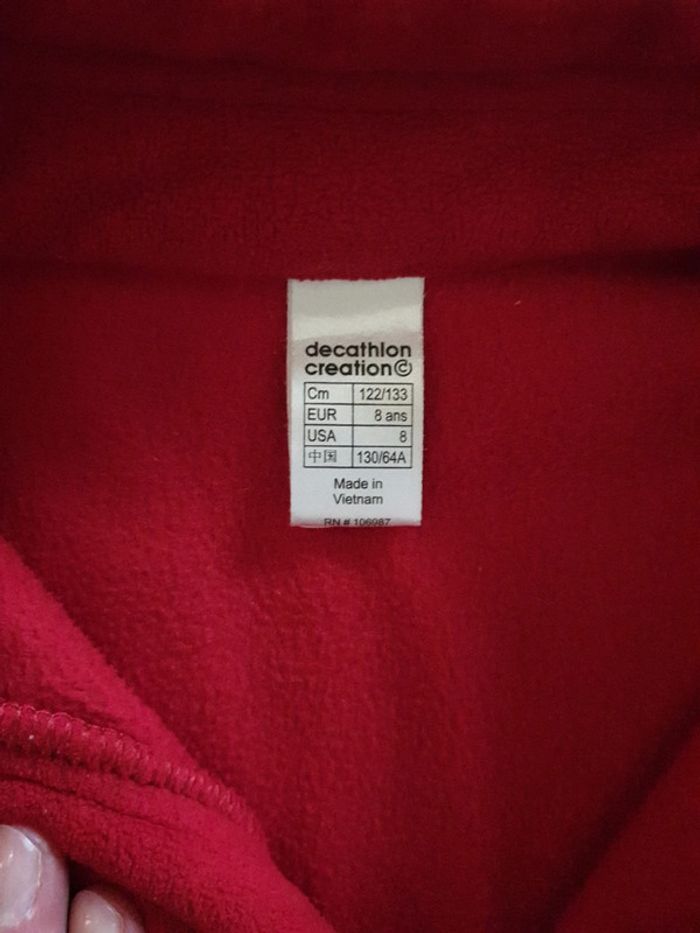 decathlon
creation
Cm 122/133
EUR 8 ans
USA 8
中国 130/64A
Made in
Vietnam
RN # 106987